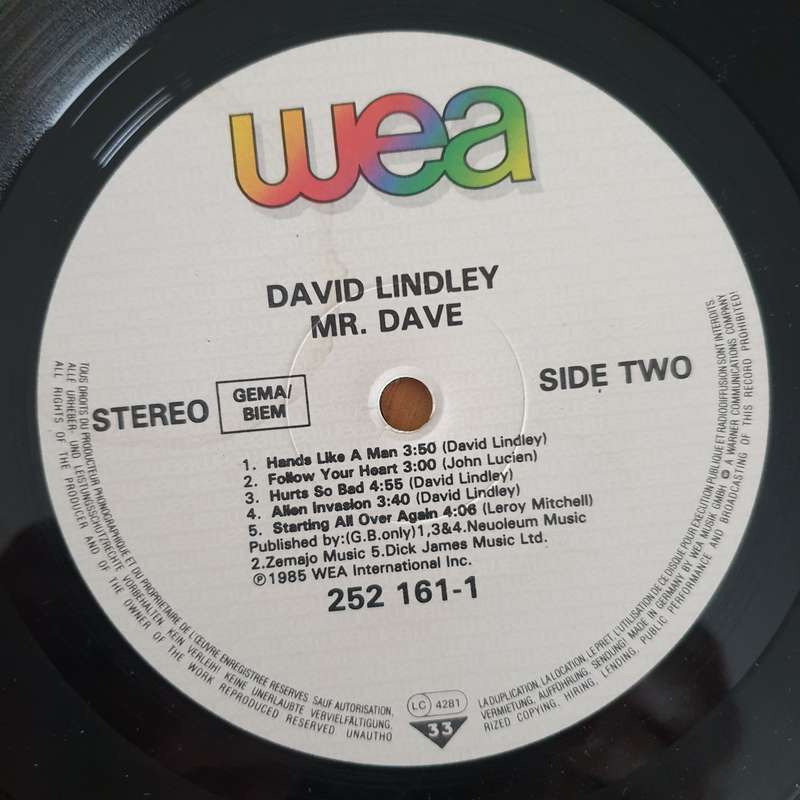 wea
DAVID LINDLEY
MR. DAVE
STEREO
GEMA/
BIEM
SIDE TWO
1. Hands Like A Man 3:50 (David Lindley)
2. Follow Your Heart 3:00 (John Lucien)
3. Hurts So Bad 4:55 (David Lindley)
4. Alien Invasion 3:40 (David Lindley)
5. Starting All Over Again 4:06 (Leroy Mitchell)
Published by:(G.B.only)1,3&4.Neuoleum Music
2.Zemajo Music 5.Dick James Music Ltd.
℗1985 WEA International Inc.
252 161-1
LC 4281
33
TOUS DROITS DU PRODUCTEUR PHONOGRAPHIQUE ET DU PROPRIETAIRE DE L'ŒUVRE ENREGISTREE RESERVES SAUF AUTORISATION, LA DUPLICATION, LA LOCATION, LE PRET, L'UTILISATION DE CE DISQUE POUR EXECUTION PUBLIQUE ET RADIODIFFUSION SONT INTERDITS.
ALLE URHEBER- UND LEISTUNGSSCHUTZRECHTE VORBEHALTEN. KEIN VERLEIH! KEINE UNERLAUBTE VERVIELFÄLTIGUNG, VERMIETUNG, AUFFÜHRUNG, SENDUNG! MADE IN GERMANY BY WEA MUSIK GMBH A WARNER COMMUNICATIONS COMPANY
ALL RIGHTS OF THE PRODUCER AND OF THE OWNER OF THE WORK REPRODUCED RESERVED. UNAUTHORIZED COPYING, HIRING, LENDING, PUBLIC PERFORMANCE AND BROADCASTING OF THIS RECORD PROHIBITED!